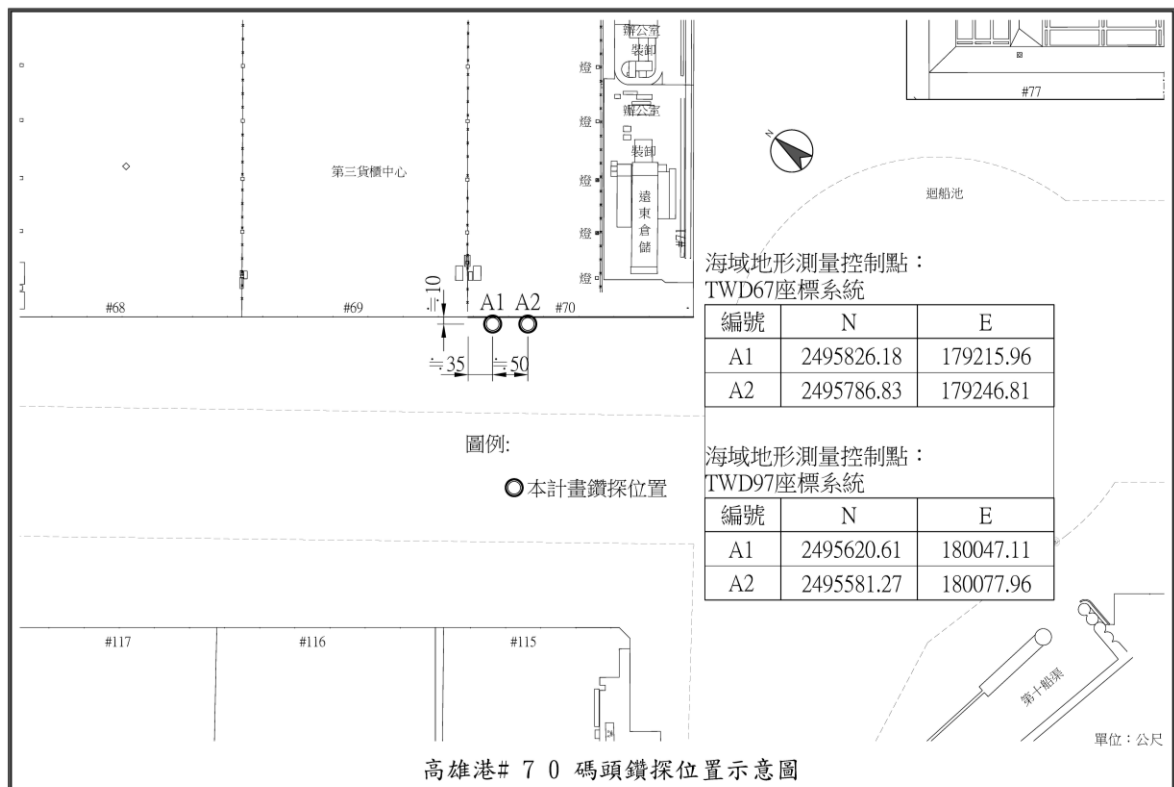 辦公室
裝卸
燈
#77
燈
辦公室
N
第三貨櫃中心
裝卸
燈
遠東倉儲
迴船池
燈
#71
燈
≒10
#68
#69
A1
A2
#70
≒35
≒50
海域地形測量控制點：
TWD67座標系統
編號 N E
A1 2495826.18 179215.96
A2 2495786.83 179246.81
圖例:
本計畫鑽探位置
海域地形測量控制點：
TWD97座標系統
編號 N E
A1 2495620.61 180047.11
A2 2495581.27 180077.96
#117
#116
#115
第十船渠
單位：公尺
高雄港#７０碼頭鑽探位置示意圖